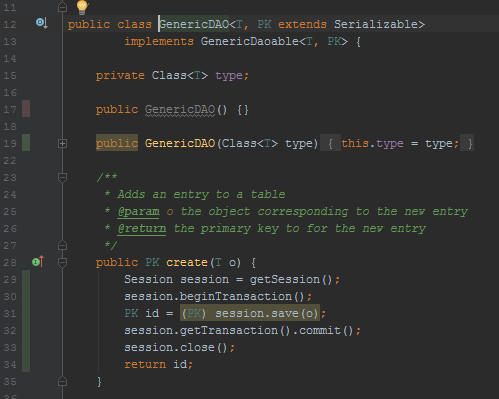 11
12 public class GenericDAO<T, PK extends Serializable>
13 implements GenericDaoable<T, PK> {
14
15 private Class<T> type;
16
17 public GenericDAO() {}
18
19 public GenericDAO(Class<T> type) { this.type = type; }
22
23 /**
24 * Adds an entry to a table
25 * @param o the object corresponding to the new entry
26 * @return the primary key to for the new entry
27 */
28 public PK create(T o) {
29 Session session = getSession();
30 session.beginTransaction();
31 PK id = (PK) session.save(o);
32 session.getTransaction().commit();
33 session.close();
34 return id;
35 }